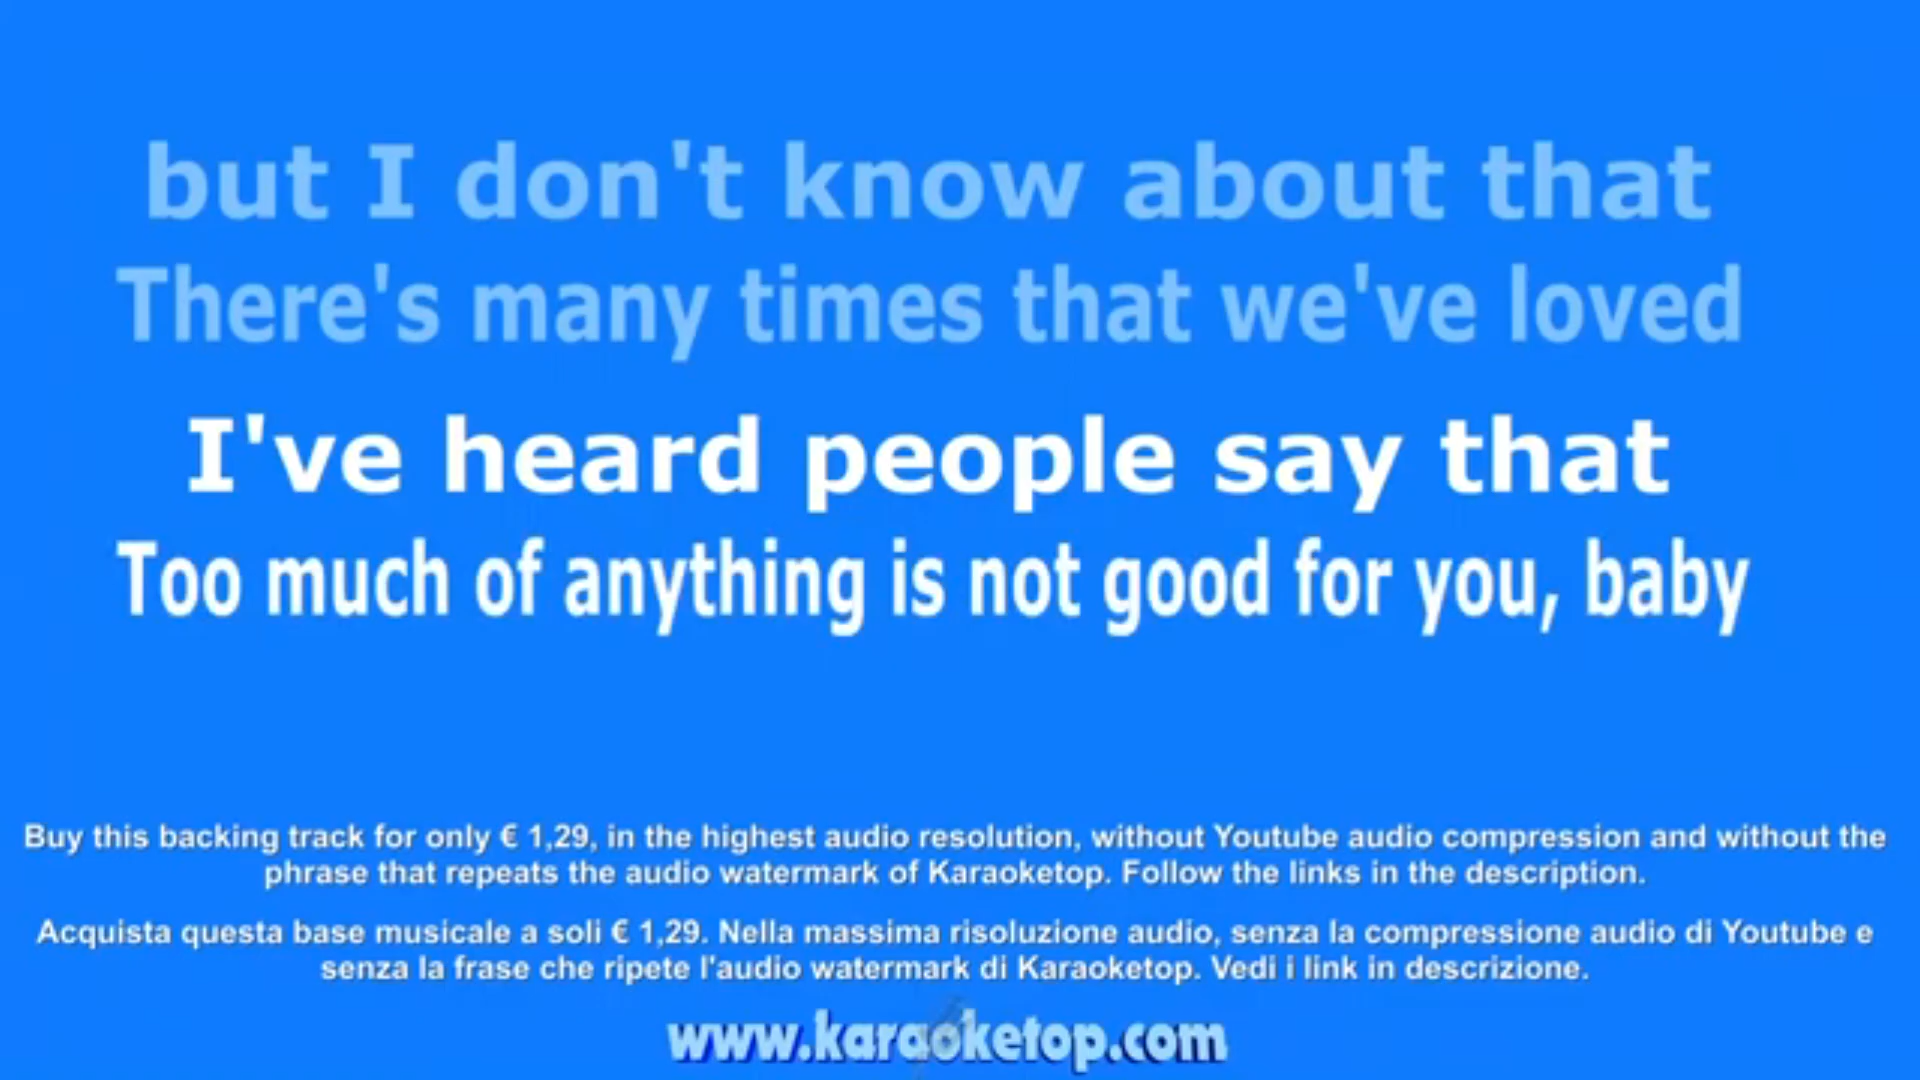 but I don't know about that
There's many times that we've loved
I've heard people say that
Too much of anything is not good for you, baby
Buy this backing track for only € 1,29, in the highest audio resolution, without Youtube audio compression and without the
phrase that repeats the audio watermark of Karaoketop. Follow the links in the description.
Acquista questa base musicale a soli € 1,29. Nella massima risoluzione audio, senza la compressione audio di Youtube e
senza la frase che ripete l'audio watermark di Karaoketop. Vedi i link in descrizione.
www.karaoketop.com